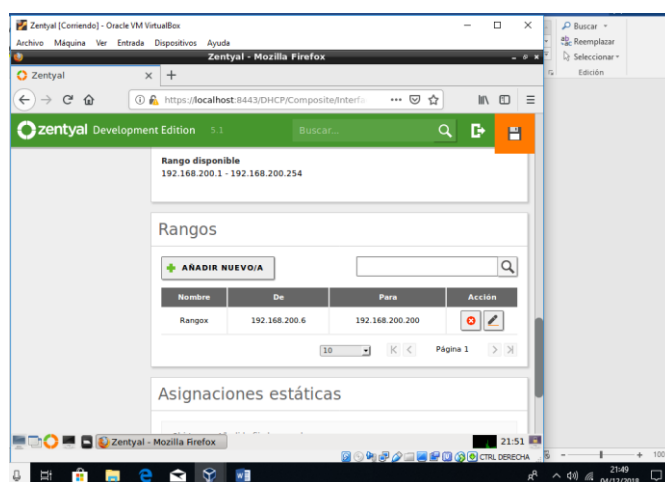 Zentyal [Corriendo] - Oracle VM VirtualBox
Archivo Máquina Ver Entrada Dispositivos Ayuda
Zentyal - Mozilla Firefox
Zentyal
https://localhost:8443/DHCP/Composite/Interfa
zentyal Development Edition 5.1
Buscar...
Rango disponible
192.168.200.1 - 192.168.200.254
Rangos
AÑADIR NUEVO/A
Nombre De Para Acción
Rangox 192.168.200.6 192.168.200.200
10 Página 1
Asignaciones estáticas
Zentyal - Mozilla Firefox
21:51
CTRL DERECHA
Buscar
Reemplazar
Seleccionar
Edición
100
21:49
04/12/2018